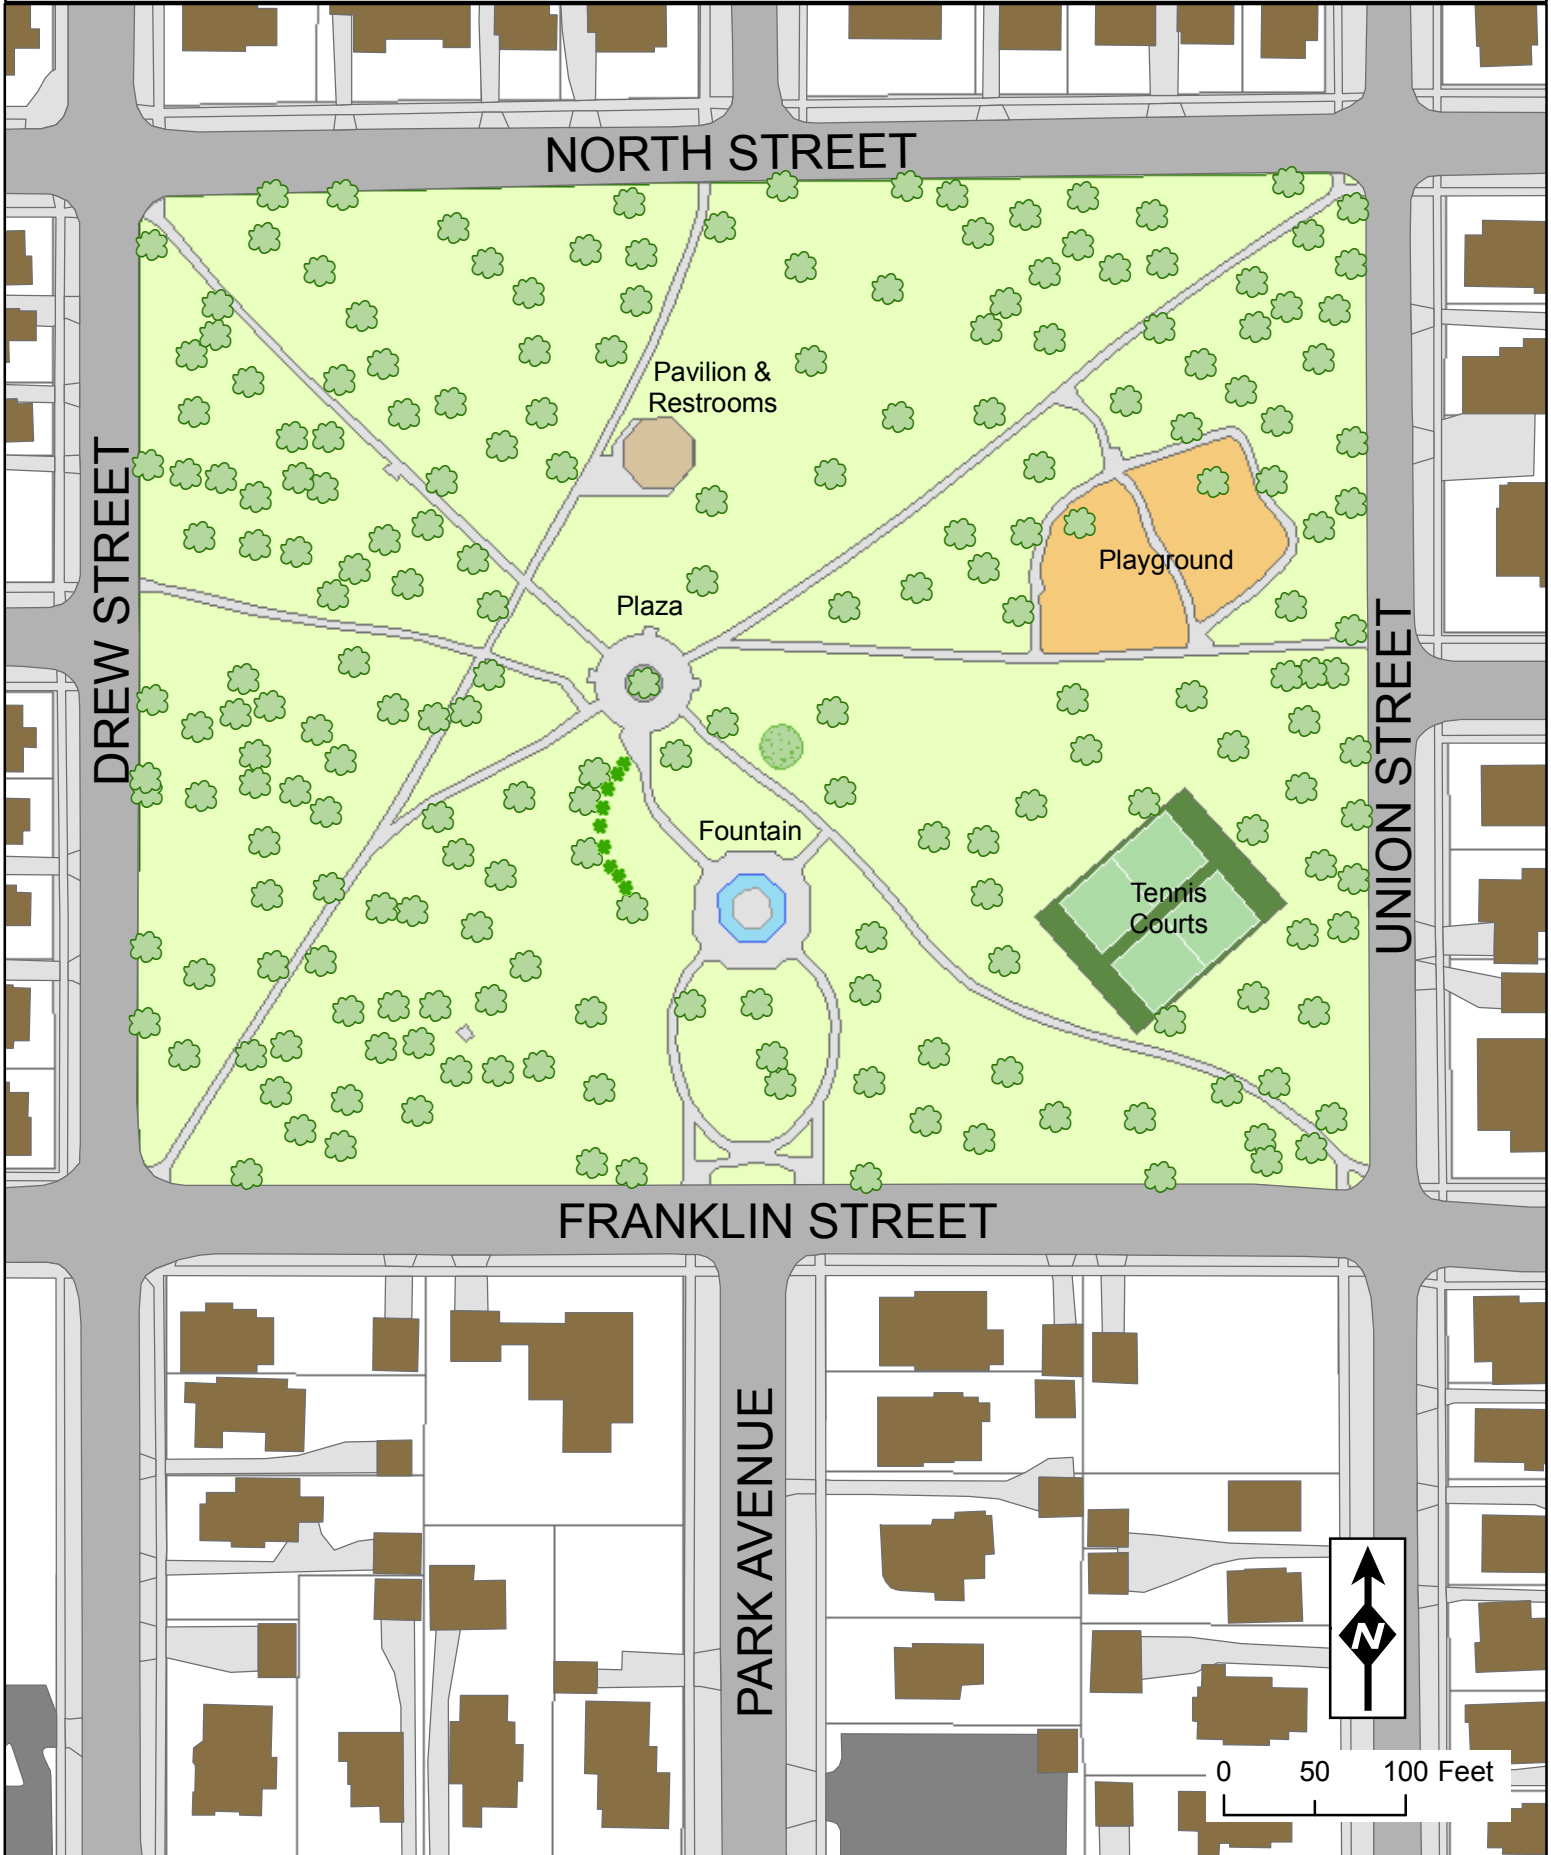 NORTH STREET
Pavilion &
Restrooms
DREW STREET
Playground
Plaza
UNION STREET
Fountain
Tennis
Courts
FRANKLIN STREET
PARK AVENUE
N
0 50 100 Feet